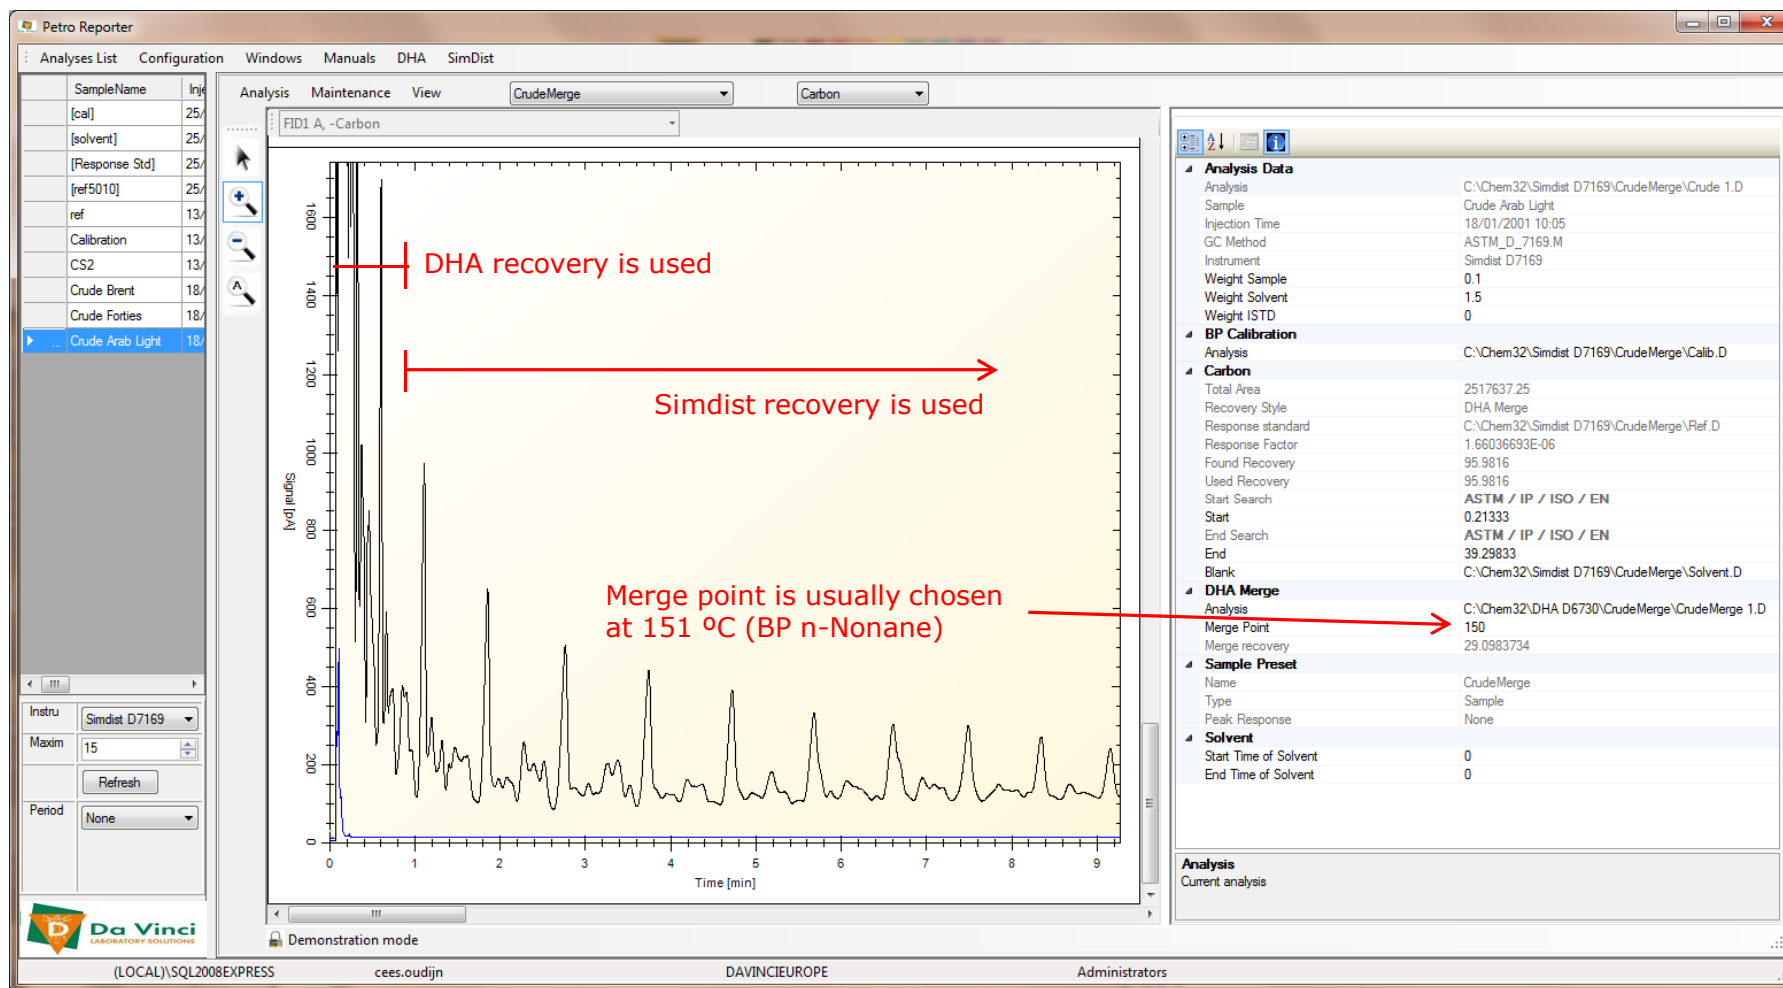 Petro Reporter
Analyses List Configuration Windows Manuals DHA SimDist
SampleName Inje
[cal] 25/
[solvent] 25/
[Response Std] 25/
[ref5010] 25/
ref 13/
Calibration 13/
CS2 13/
Crude Brent 18/
Crude Forties 18/
... Crude Arab Light 18/
Instru Simdist D7169
Maxim 15
Refresh
Period None
Da Vinci
LABORATORY SOLUTIONS
Analysis Maintenance View CrudeMerge Carbon
FID1 A, -Carbon
DHA recovery is used
Simdist recovery is used
Merge point is usually chosen
at 151 ºC (BP n-Nonane)
Signal [pA]
1600
1400
1200
1000
800
600
400
200
0
0 1 2 3 4 5 6 7 8 9
Time [min]
Demonstration mode
Analysis Data
Analysis C:\Chem32\Simdist D7169\CrudeMerge\Crude 1.D
Sample Crude Arab Light
Injection Time 18/01/2001 10:05
GC Method ASTM_D_7169.M
Instrument Simdist D7169
Weight Sample 0.1
Weight Solvent 1.5
Weight ISTD 0
BP Calibration
Analysis C:\Chem32\Simdist D7169\CrudeMerge\Calib.D
Carbon
Total Area 2517637.25
Recovery Style DHA Merge
Response standard C:\Chem32\Simdist D7169\CrudeMerge\Ref.D
Response Factor 1.66036693E-06
Found Recovery 95.9816
Used Recovery 95.9816
Start Search ASTM / IP / ISO / EN
Start 0.21333
End Search ASTM / IP / ISO / EN
End 39.29833
Blank C:\Chem32\Simdist D7169\CrudeMerge\Solvent.D
DHA Merge
Analysis C:\Chem32\DHA D6730\CrudeMerge\CrudeMerge 1.D
Merge Point 150
Merge recovery 29.0983734
Sample Preset
Name CrudeMerge
Type Sample
Peak Response None
Solvent
Start Time of Solvent 0
End Time of Solvent 0
Analysis
Current analysis
(LOCAL)\SQL2008EXPRESS cees.oudijn DAVINCIEUROPE Administrators